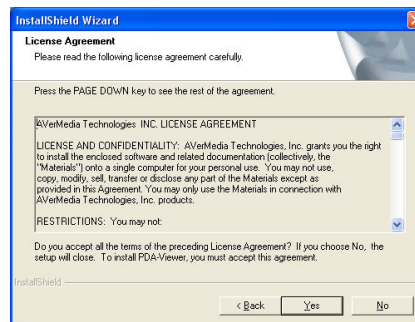 InstallShield Wizard
License Agreement
Please read the following license agreement carefully.
Press the PAGE DOWN key to see the rest of the agreement.
AVerMedia Technologies INC. LICENSE AGREEMENT
LICENSE AND CONFIDENTIALITY: AVerMedia Technologies, Inc. grants you the right
to install the enclosed software and related documentation (collectively, the
"Materials") onto a single computer for your personal use. You may not use,
copy, modify, sell, transfer or disclose any part of the Materials except as
provided in this Agreement. You may only use the Materials in connection with
AVerMedia Technologies, Inc. products.
RESTRICTIONS: You may not:
Do you accept all the terms of the preceding License Agreement? If you choose No, the
setup will close. To install PDA-Viewer, you must accept this agreement.
InstallShield
< Back Yes No